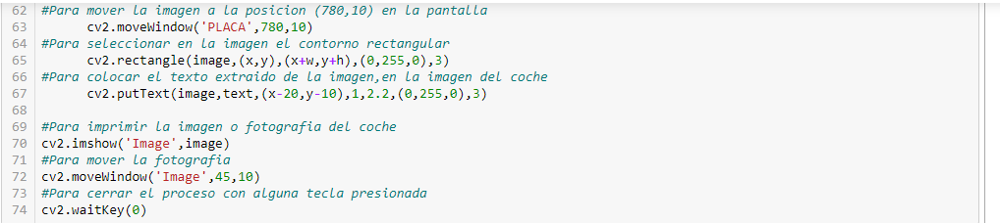 62 #Para mover la imagen a la posicion (780,10) en la pantalla
63 cv2.moveWindow('PLACA',780,10)
64 #Para seleccionar en la imagen el contorno rectangular
65 cv2.rectangle(image,(x,y),(x+w,y+h),(0,255,0),3)
66 #Para colocar el texto extraido de la imagen,en la imagen del coche
67 cv2.putText(image,text,(x-20,y-10),1,2.2,(0,255,0),3)
68
69 #Para imprimir la imagen o fotografia del coche
70 cv2.imshow('Image',image)
71 #Para mover la fotografia
72 cv2.moveWindow('Image',45,10)
73 #Para cerrar el proceso con alguna tecla presionada
74 cv2.waitKey(0)